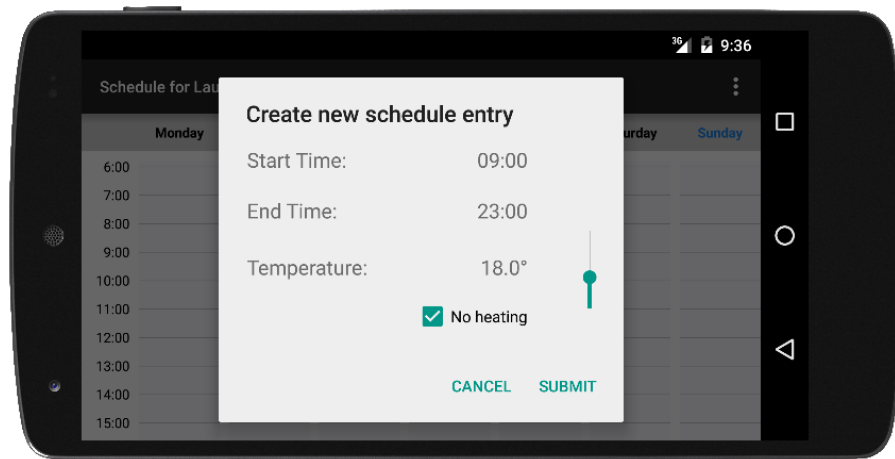 3G 9:36
Schedule for Lau
Create new schedule entry
Monday urday Sunday
Start Time: 09:00
End Time: 23:00
Temperature: 18.0°
No heating
CANCEL SUBMIT
6:00
7:00
8:00
9:00
10:00
11:00
12:00
13:00
14:00
15:00